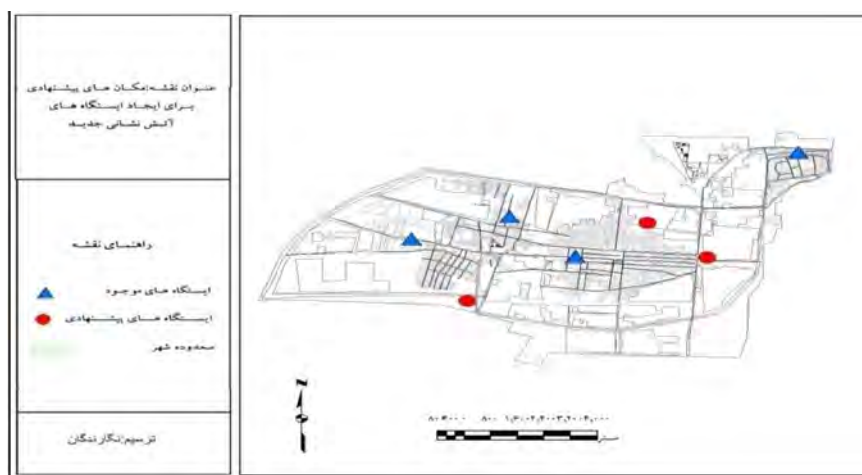 عنوان نقشه:مکان های پیشنهادی
برای ایجاد ایستگاه های
آتش نشانی جدید.
راهنمای نقشه
ایستگاه های موجود
ایستگاه های پیشنهادی
محدوده شهر
ترسیم:نگارندگان
N
متر